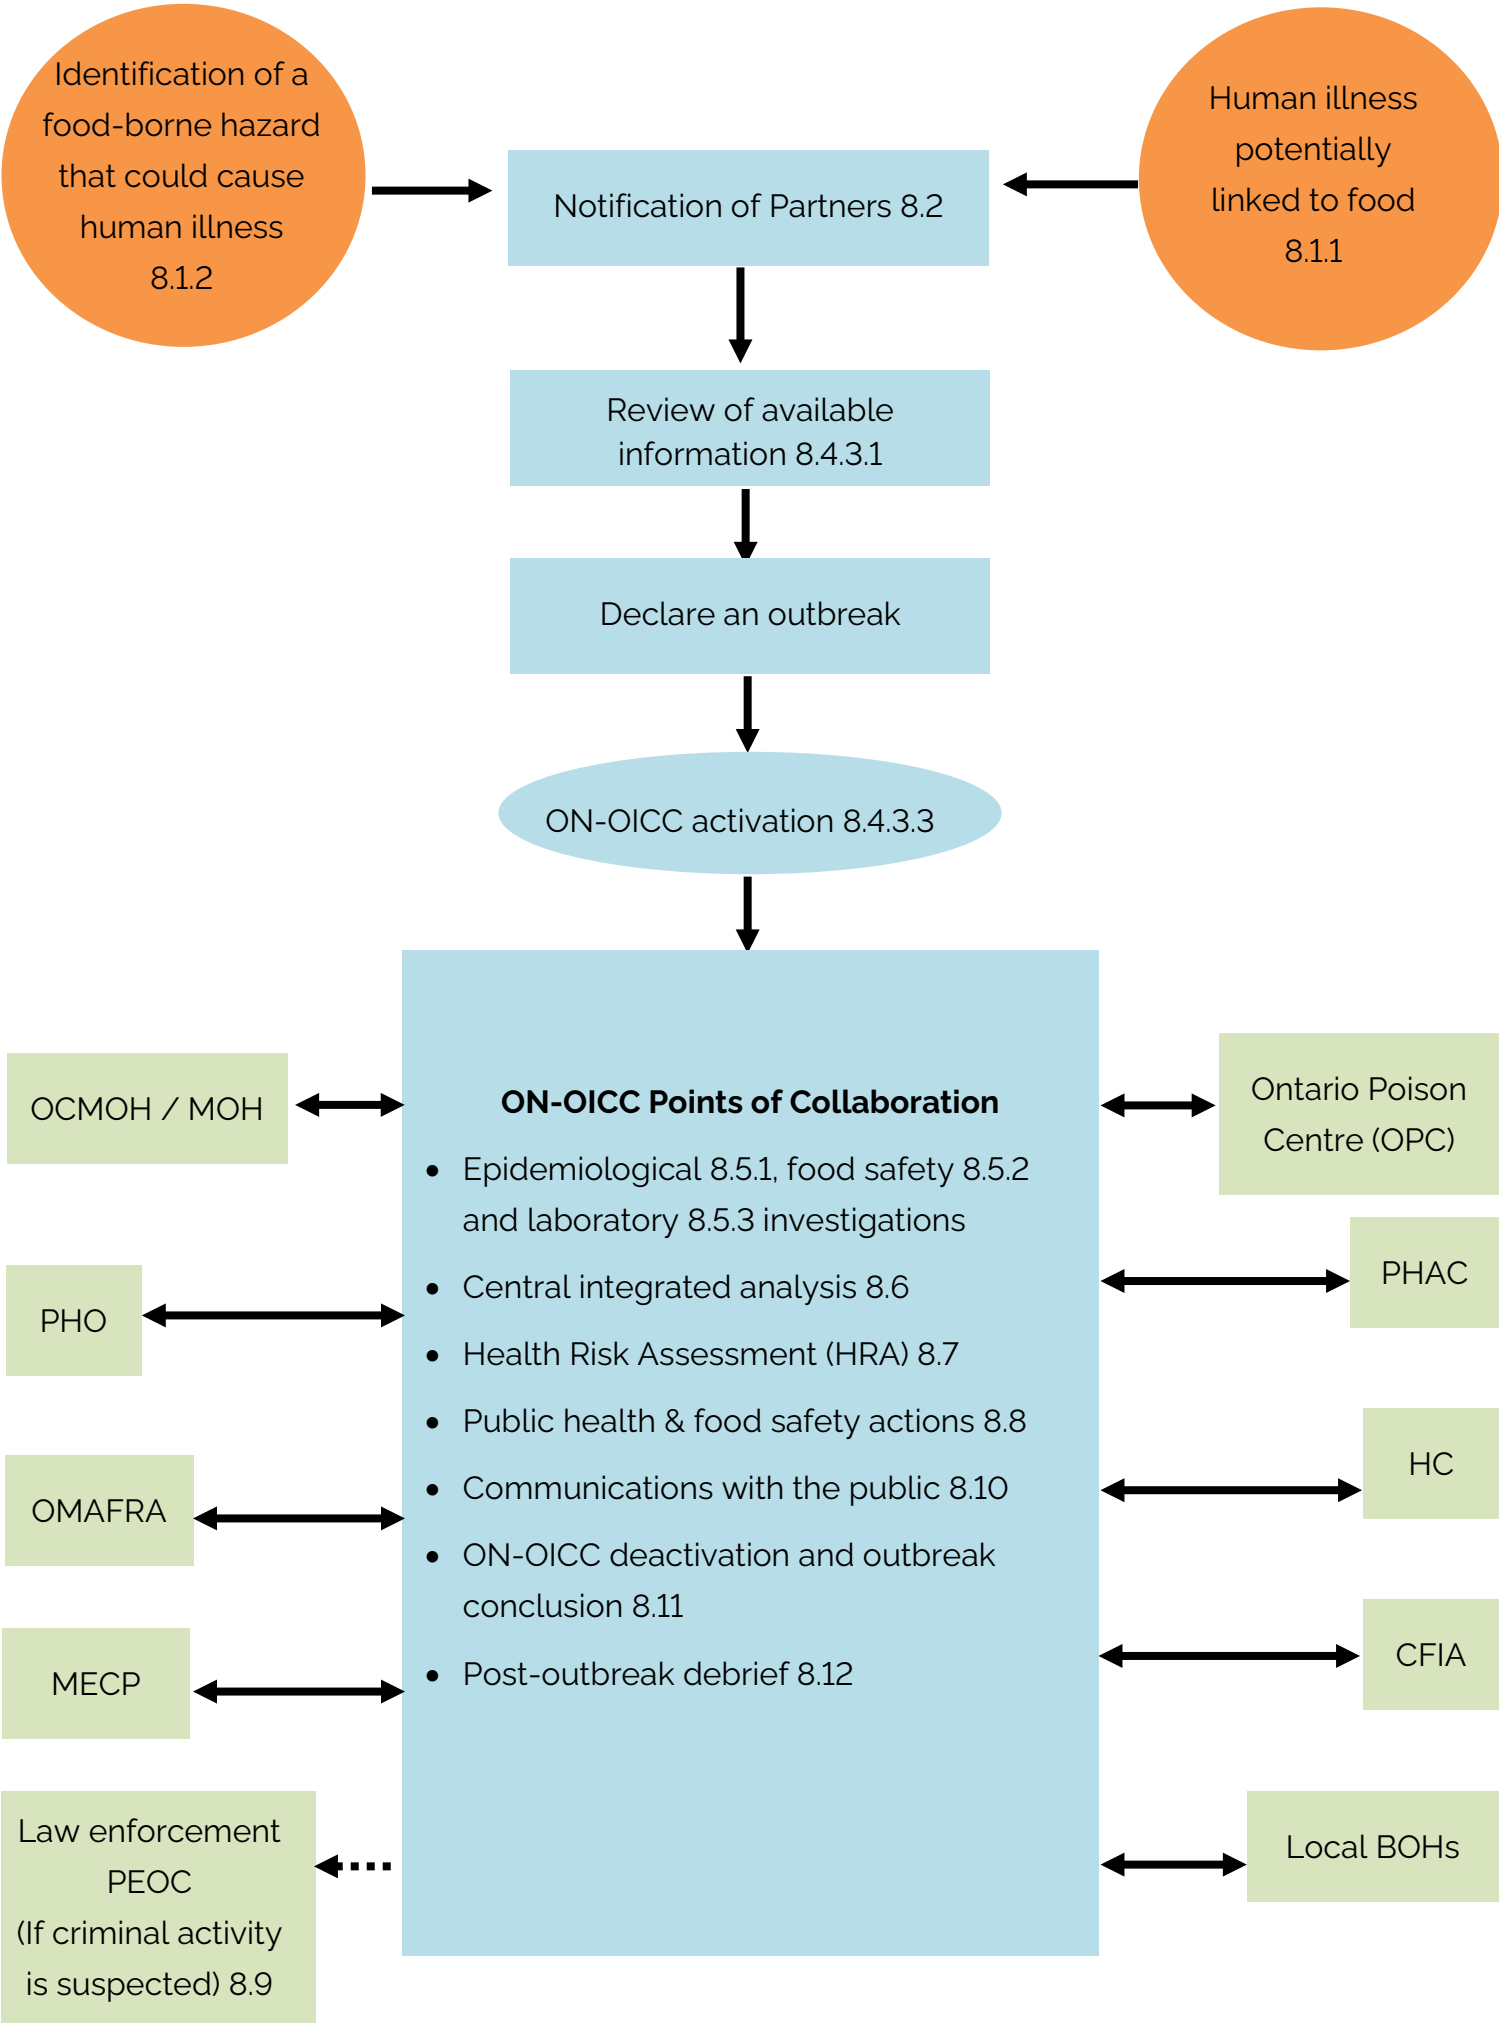 Identification of a
food-borne hazard
that could cause
human illness
8.1.2
Notification of Partners 8.2
Human illness
potentially
linked to food
8.1.1
Review of available
information 8.4.3.1
Declare an outbreak
ON-OICC activation 8.4.3.3
ON-OICC Points of Collaboration
• Epidemiological 8.5.1, food safety 8.5.2
and laboratory 8.5.3 investigations
• Central integrated analysis 8.6
• Health Risk Assessment (HRA) 8.7
• Public health & food safety actions 8.8
• Communications with the public 8.10
• ON-OICC deactivation and outbreak
conclusion 8.11
• Post-outbreak debrief 8.12
OCMOH / MOH
PHO
OMAFRA
MECP
Law enforcement
PEOC
(If criminal activity
is suspected) 8.9
Ontario Poison
Centre (OPC)
PHAC
HC
CFIA
Local BOHs